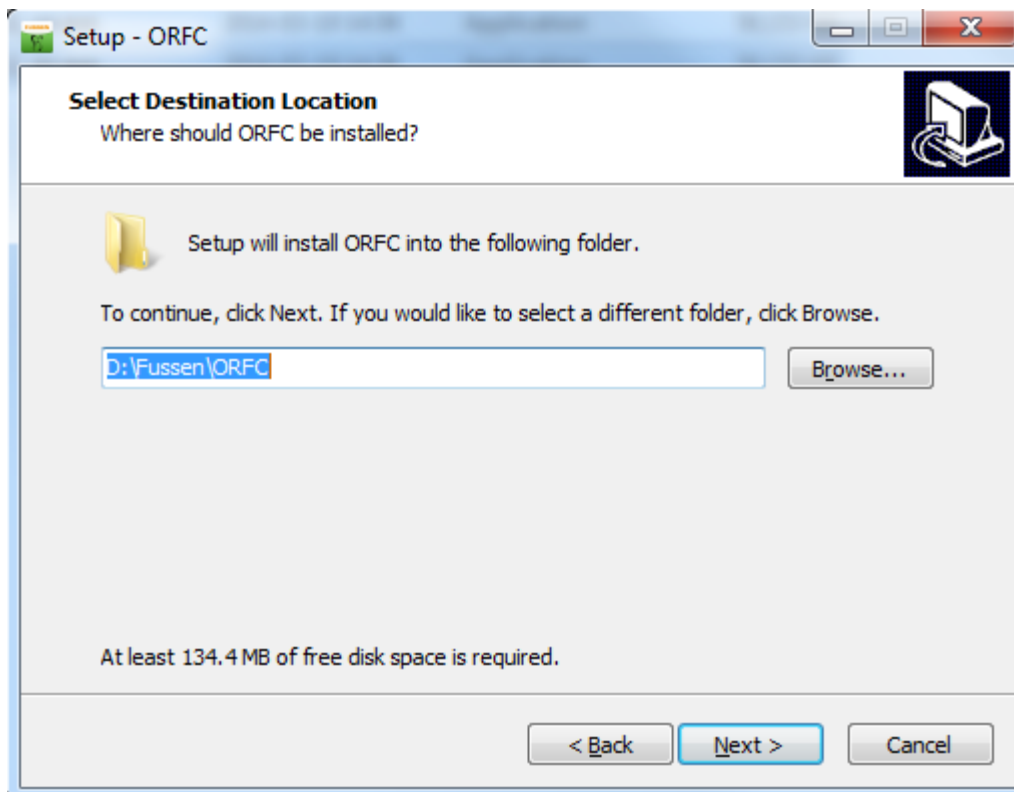 Setup - ORFC
Select Destination Location
Where should ORFC be installed?
Setup will install ORFC into the following folder.
To continue, click Next. If you would like to select a different folder, click Browse.
D:\Fussen\ORFC
Browse...
At least 134.4 MB of free disk space is required.
< Back
Next >
Cancel